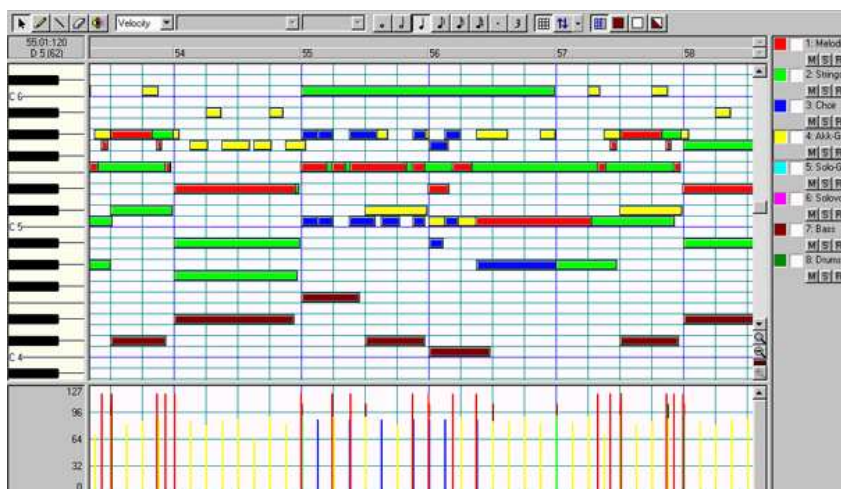 Velocity
3
55:01:120
D 5 (62)
54 55 56 57 58
C 6
C 5
C 4
127
96
64
32
0
1: Melod
M S R
2: Strings
M S R
3: Choir
M S R
4: Akk-G
M S R
5: Solo-G
M S R
6: Solovo
M S R
7: Bass
M S R
8: Drums
M S R